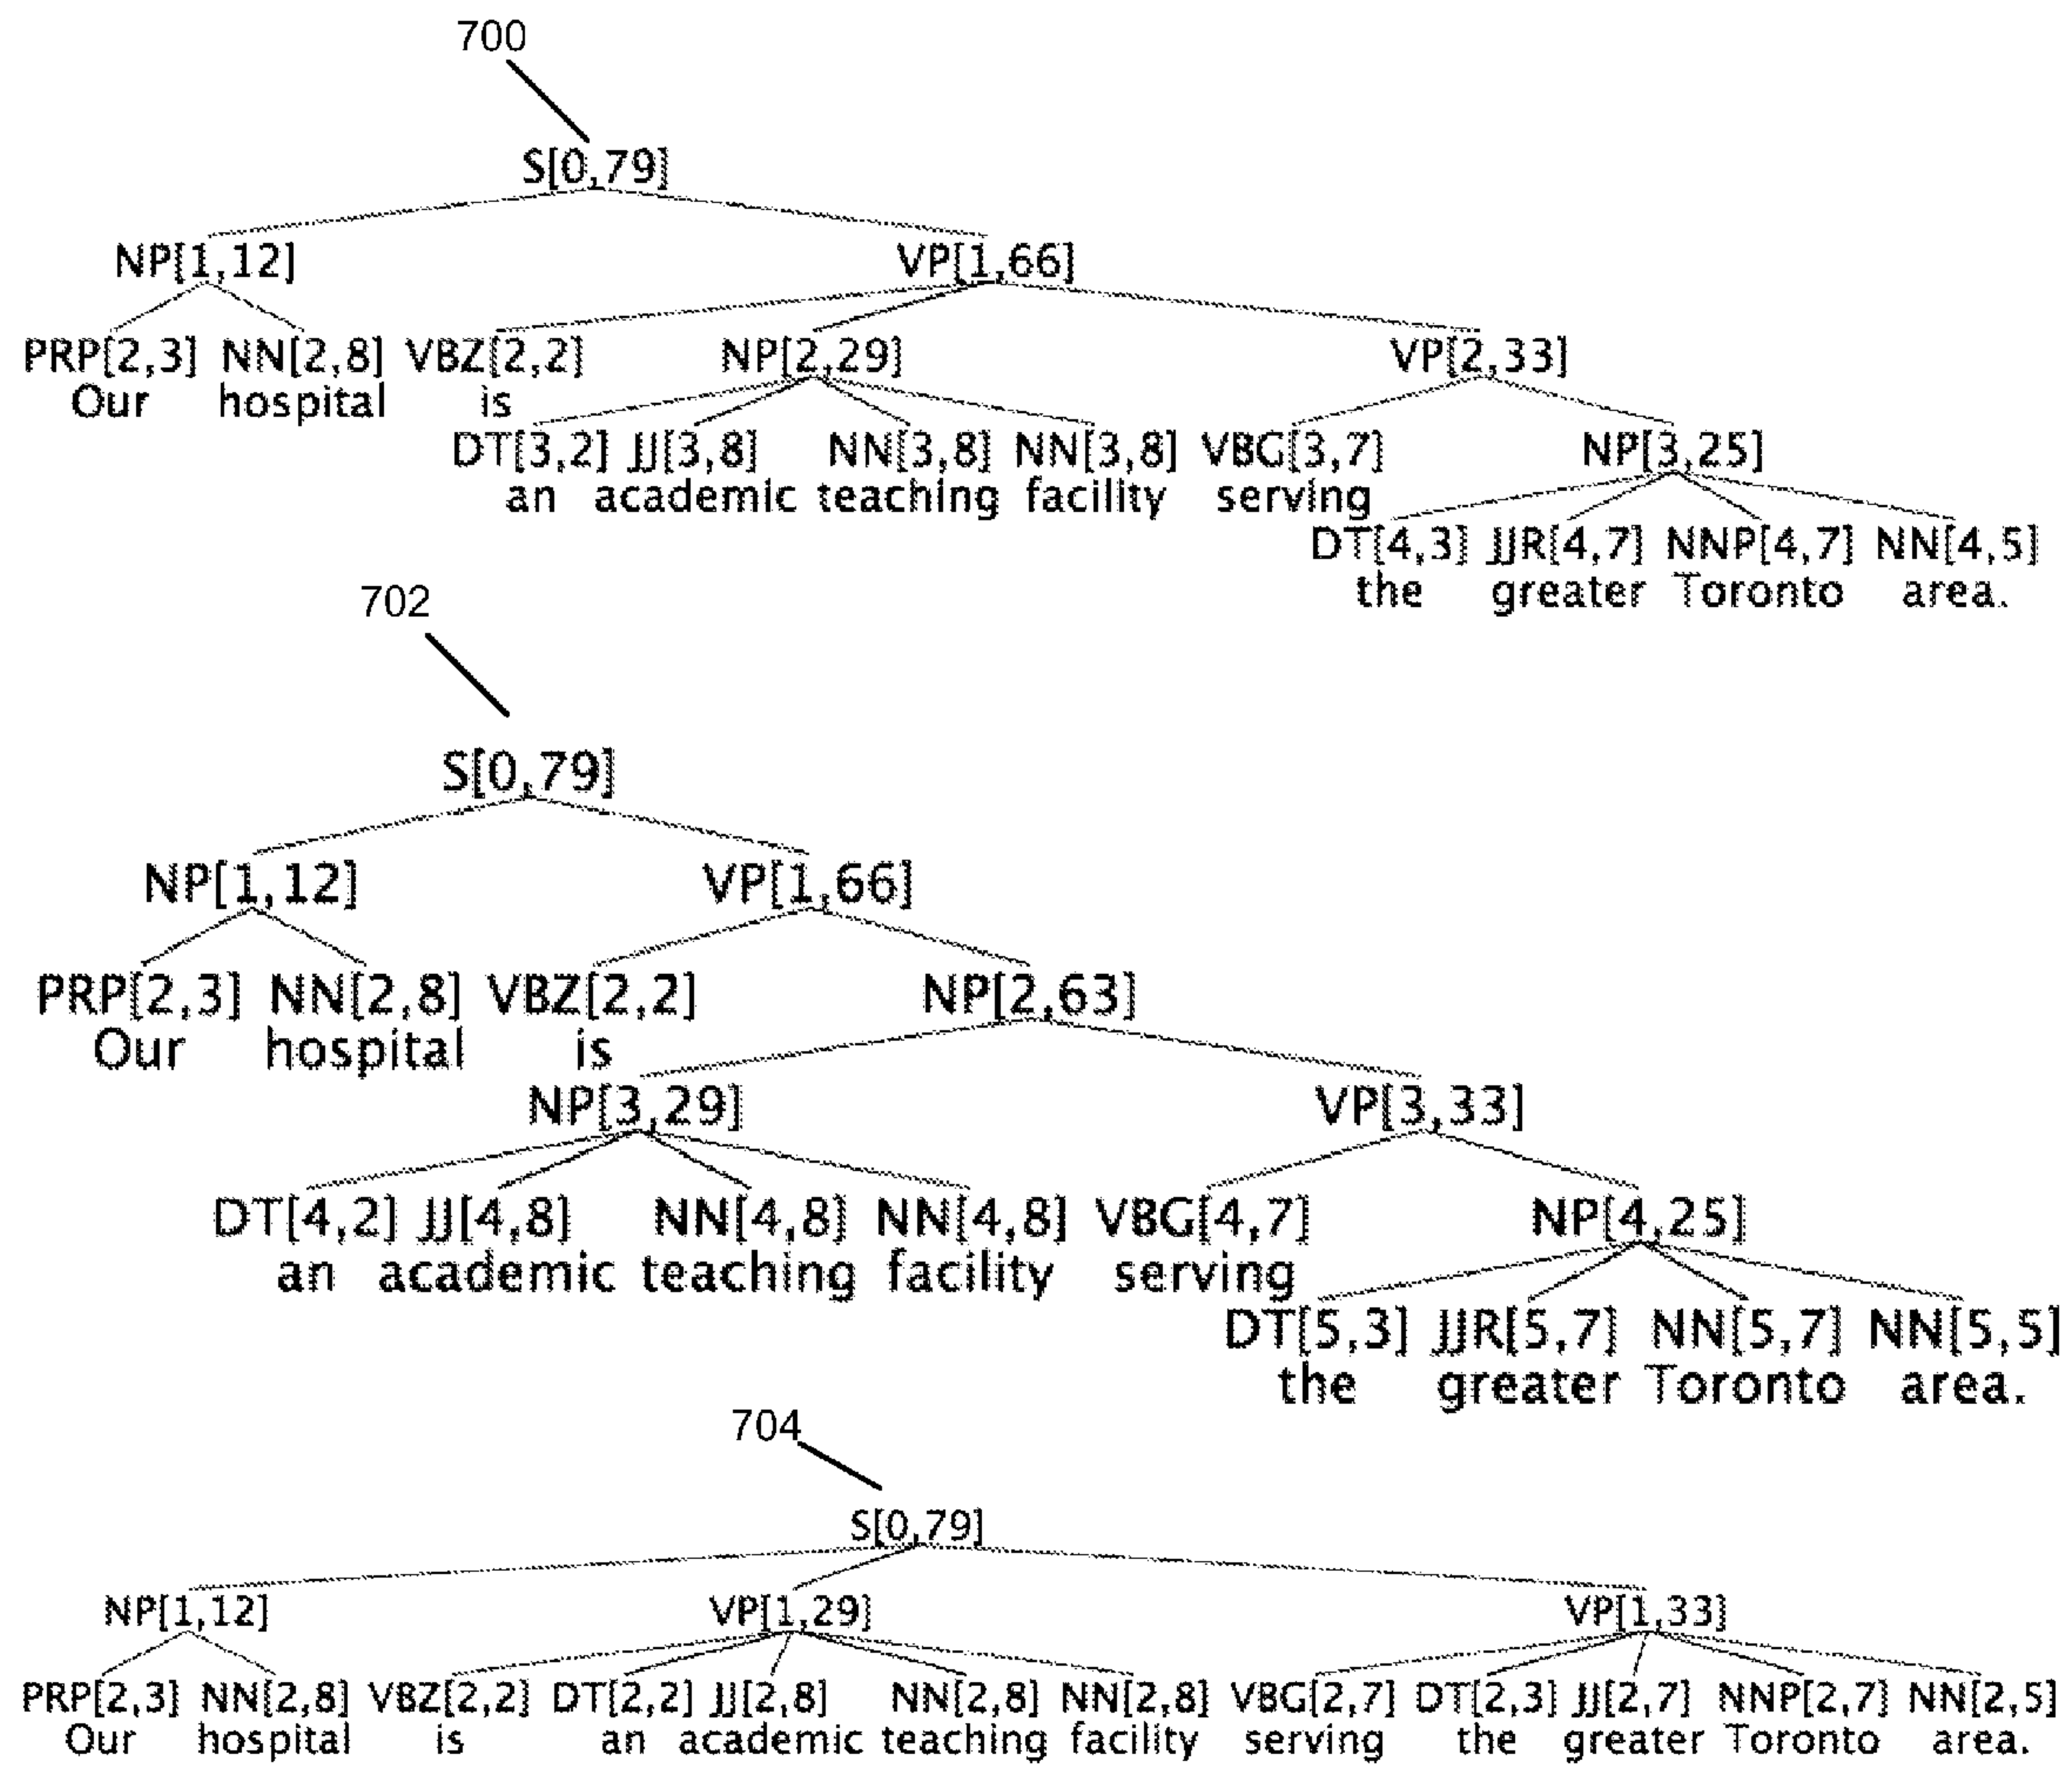 700
S[0,79]
NP[1,12] VP[1,66]
PRP[2,3] NN[2,8] VBZ[2,2] NP[2,29] VP[2,33]
Our hospital is
DT[3,2] JJ[3,8] NN[3,8] NN[3,8] VBG[3,7] NP[3,25]
an academic teaching facility serving
DT[4,3] JJR[4,7] NNP[4,7] NN[4,5]
the greater Toronto area.
702
S[0,79]
NP[1,12] VP[1,66]
PRP[2,3] NN[2,8] VBZ[2,2] NP[2,63]
Our hospital is
NP[3,29] VP[3,33]
DT[4,2] JJ[4,8] NN[4,8] NN[4,8] VBG[4,7] NP[4,25]
an academic teaching facility serving
DT[5,3] JJR[5,7] NN[5,7] NN[5,5]
the greater Toronto area.
704
S[0,79]
NP[1,12] VP[1,29] VP[1,33]
PRP[2,3] NN[2,8] VBZ[2,2] DT[2,2] JJ[2,8] NN[2,8] NN[2,8] VBG[2,7] DT[2,3] JJ[2,7] NNP[2,7] NN[2,5]
Our hospital is an academic teaching facility serving the greater Toronto area.